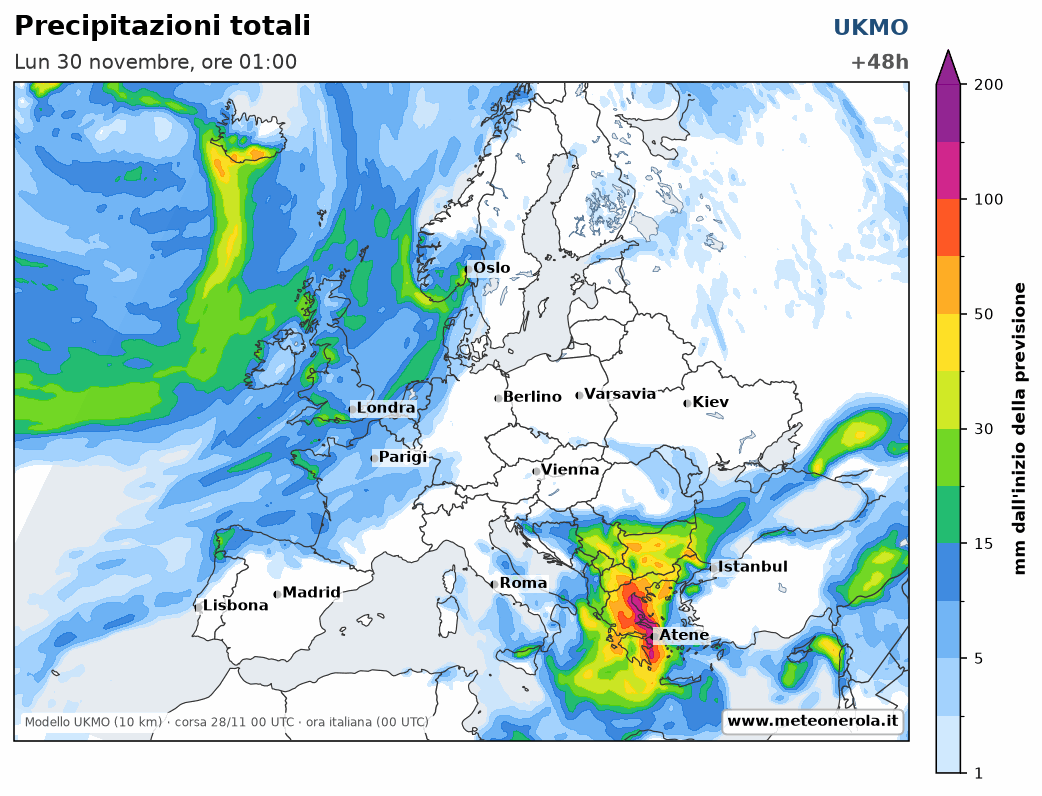 Precipitazioni totali
UKMO
Lun 30 novembre, ore 01:00
+48h
200
100
50
30
15
5
1
mm dall'inizio della previsione
Oslo
Berlino
Varsavia
Kiev
Londra
Parigi
Vienna
Istanbul
Roma
Madrid
Lisbona
Atene
Modello UKMO (10 km) · corsa 28/11 00 UTC · ora italiana (00 UTC)
www.meteonerola.it